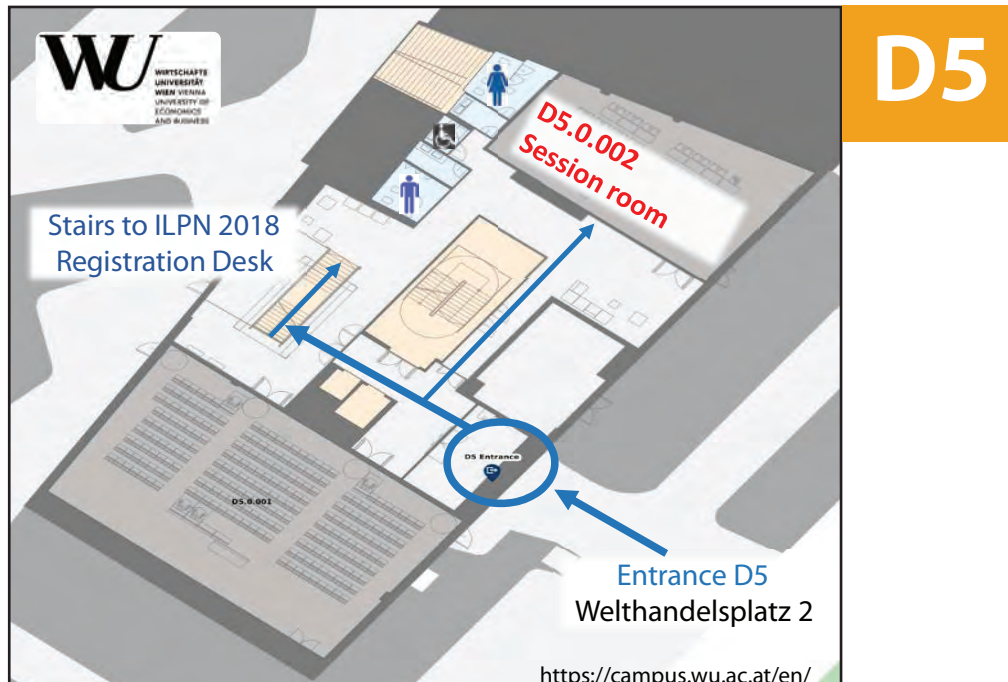 WU
WIRTSCHAFTS
UNIVERSITÄT
WIEN VIENNA
UNIVERSITY OF
ECONOMICS
AND BUSINESS
D5
D5.0.002
Session room
Stairs to ILPN 2018
Registration Desk
D5 Entrance
D5.0.001
Entrance D5
Welthandelsplatz 2
https://campus.wu.ac.at/en/